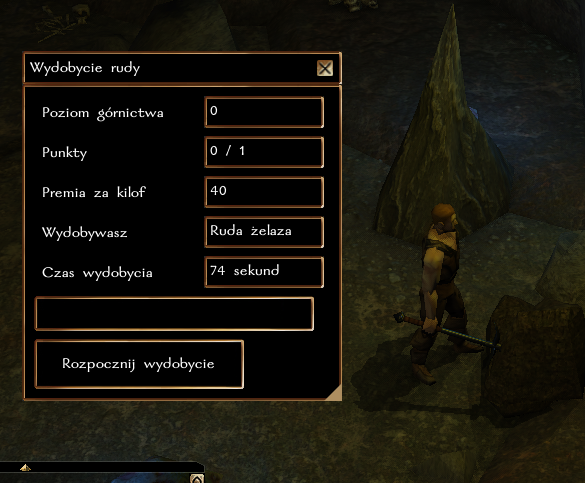 Wydobycie rudy
Poziom górnictwa 0
Punkty 0 / 1
Premia za kilof 40
Wydobywasz Ruda żelaza
Czas wydobycia 74 sekund
Rozpocznij wydobycie